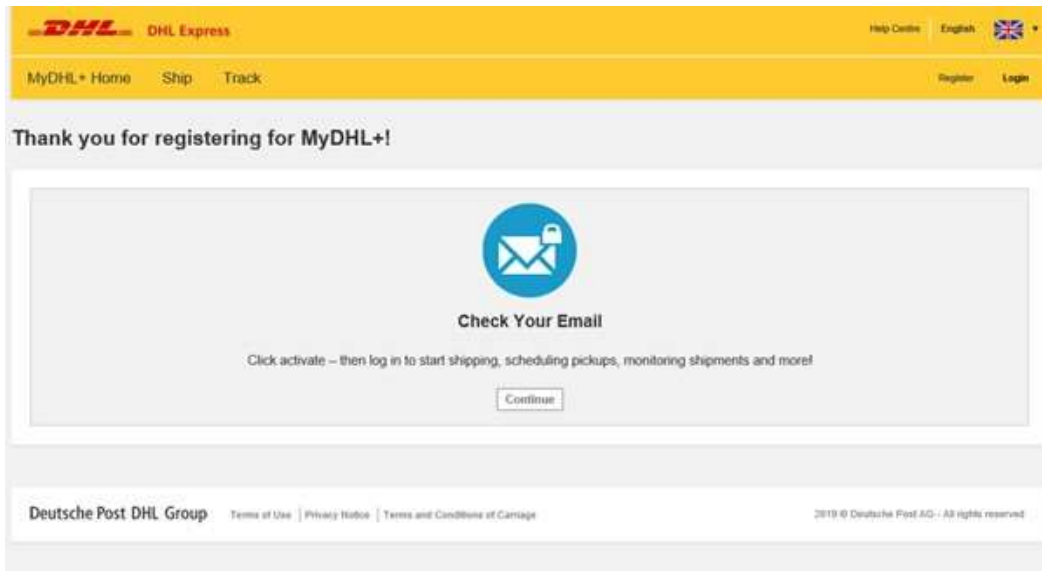 DHL DHL Express Help Centre English
MyDHL+ Home Ship Track Register Login
Thank you for registering for MyDHL+!
Check Your Email
Click activate – then log in to start shipping, scheduling pickups, monitoring shipments and more!
Continue
Deutsche Post DHL Group Terms of Use | Privacy Notice | Terms and Conditions of Carriage 2019 © Deutsche Post AG - All rights reserved